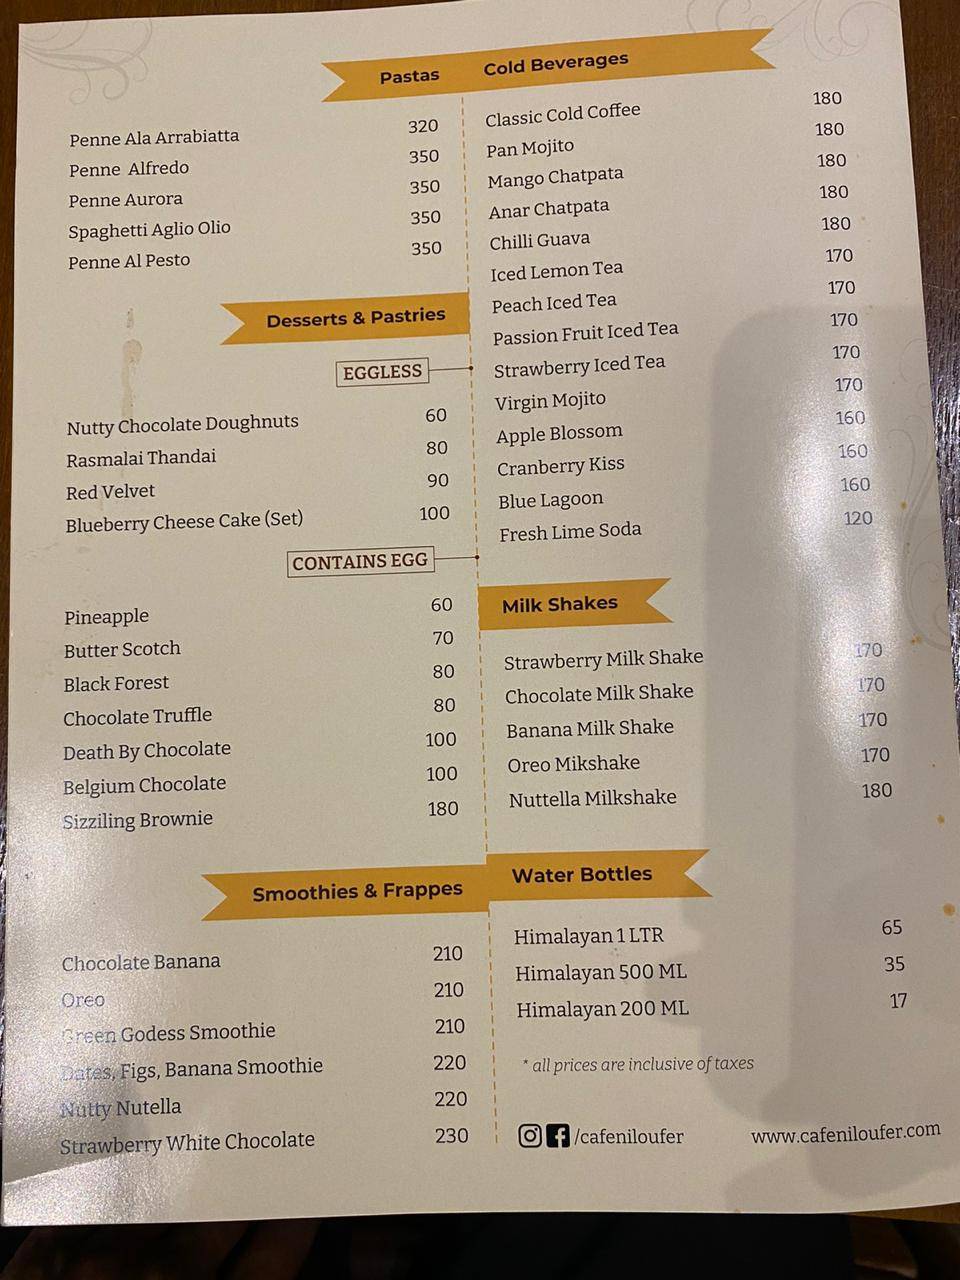 Pastas
Penne Ala Arrabiatta 320
Penne Alfredo 350
Penne Aurora 350
Spaghetti Aglio Olio 350
Penne Al Pesto 350
Desserts & Pastries
EGGLESS
Nutty Chocolate Doughnuts 60
Rasmalai Thandai 80
Red Velvet 90
Blueberry Cheese Cake (Set) 100
CONTAINS EGG
Pineapple 60
Butter Scotch 70
Black Forest 80
Chocolate Truffle 80
Death By Chocolate 100
Belgium Chocolate 100
Sizziling Brownie 180
Smoothies & Frappes
Chocolate Banana 210
Oreo 210
Green Godess Smoothie 210
Dates, Figs, Banana Smoothie 220
Nutty Nutella 220
Strawberry White Chocolate 230
Cold Beverages
Classic Cold Coffee 180
Pan Mojito 180
Mango Chatpata 180
Anar Chatpata 180
Chilli Guava 180
Iced Lemon Tea 170
Peach Iced Tea 170
Passion Fruit Iced Tea 170
Strawberry Iced Tea 170
Virgin Mojito 170
Apple Blossom 160
Cranberry Kiss 160
Blue Lagoon 160
Fresh Lime Soda 120
Milk Shakes
Strawberry Milk Shake 170
Chocolate Milk Shake 170
Banana Milk Shake 170
Oreo Mikshake 170
Nuttella Milkshake 180
Water Bottles
Himalayan 1 LTR 65
Himalayan 500 ML 35
Himalayan 200 ML 17
* all prices are inclusive of taxes
/cafeniloufer www.cafeniloufer.com